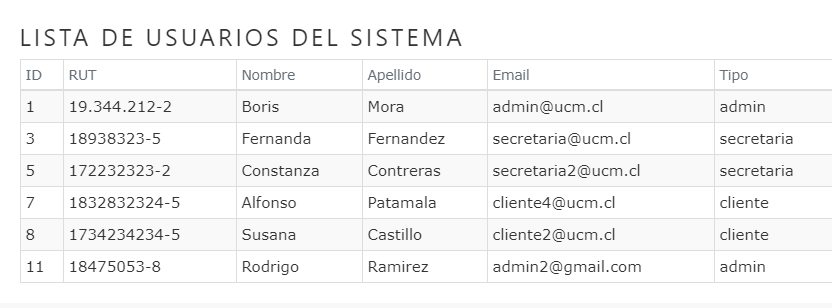 LISTA DE USUARIOS DEL SISTEMA
ID RUT Nombre Apellido Email Tipo
1 19.344.212-2 Boris Mora admin@ucm.cl admin
3 18938323-5 Fernanda Fernandez secretaria@ucm.cl secretaria
5 172232323-2 Constanza Contreras secretaria2@ucm.cl secretaria
7 1832832324-5 Alfonso Patamala cliente4@ucm.cl cliente
8 1734234234-5 Susana Castillo cliente2@ucm.cl cliente
11 18475053-8 Rodrigo Ramirez admin2@gmail.com admin